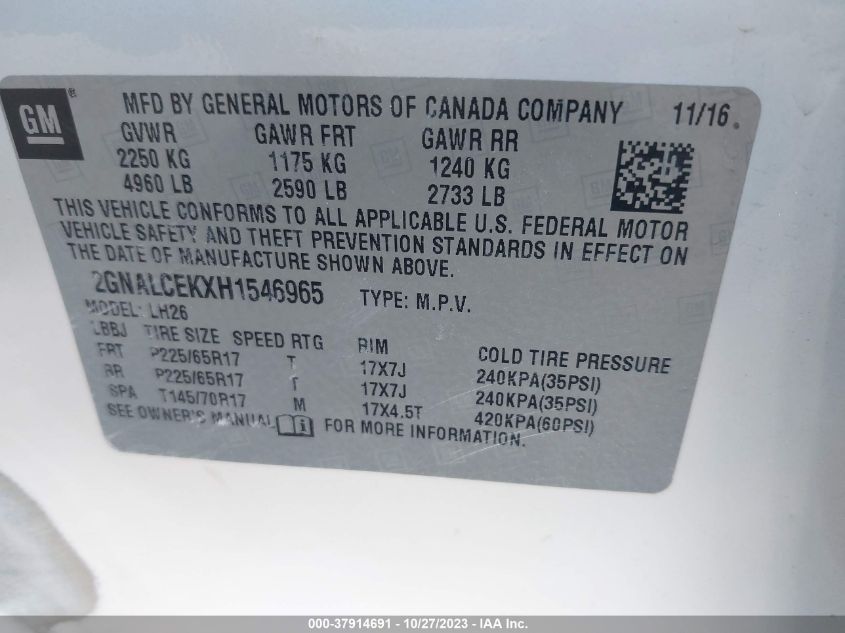 GM ®
MFD BY GENERAL MOTORS OF CANADA COMPANY 11/16
GVWR GAWR FRT GAWR RR
2250 KG 1175 KG 1240 KG
4960 LB 2590 LB 2733 LB
THIS VEHICLE CONFORMS TO ALL APPLICABLE U.S. FEDERAL MOTOR
VEHICLE SAFETY AND THEFT PREVENTION STANDARDS IN EFFECT ON
THE DATE OF MANUFACTURE SHOWN ABOVE.
2GNALCEKXH1546965 TYPE: M.P.V.
MODEL: LH26
LBBJ TIRE SIZE SPEED RTG RIM COLD TIRE PRESSURE
FRT P225/65R17 T 17X7J 240KPA(35PSI)
RR P225/65R17 T 17X7J 240KPA(35PSI)
SPA T145/70R17 M 17X4.5T 420KPA(60PSI)
SEE OWNER'S MANUAL FOR MORE INFORMATION.
000-37914691 - 10/27/2023 - IAA Inc.